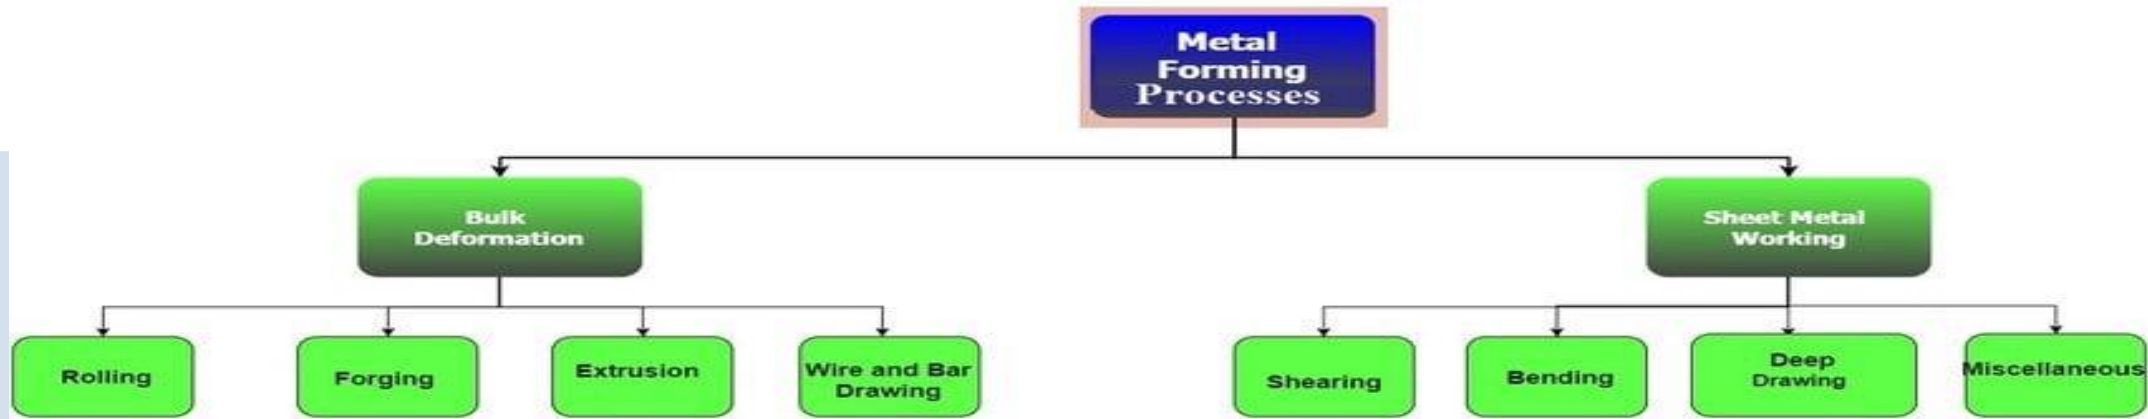 Metal
Forming
Processes
Bulk
Deformation
Sheet Metal
Working
Rolling
Forging
Extrusion
Wire and Bar
Drawing
Shearing
Bending
Deep
Drawing
Miscellaneous